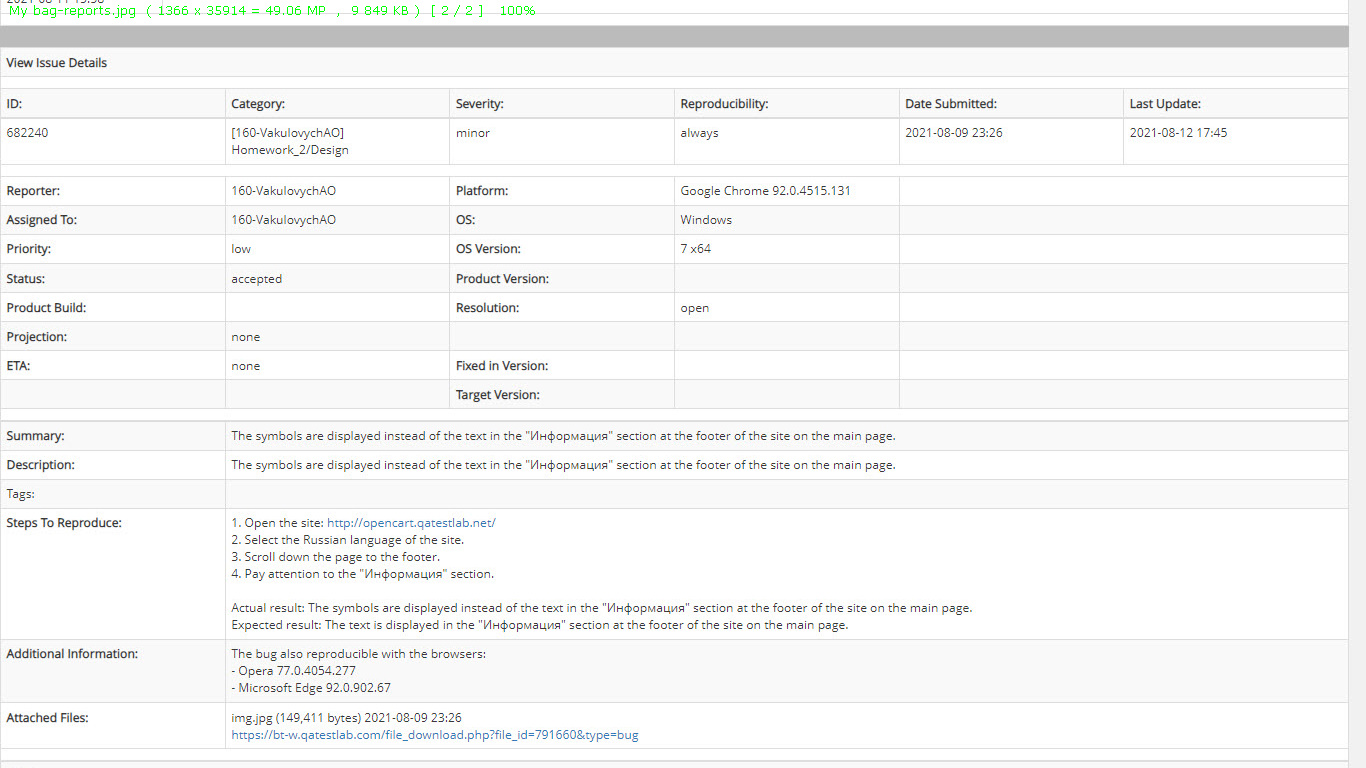 My bag-reports.jpg ( 1366 x 35914 = 49.06 MP , 9 849 KB ) [ 2 / 2 ] 100%
View Issue Details
ID: Category: Severity: Reproducibility: Date Submitted: Last Update:
682240 [160-VakulovychAO] minor always 2021-08-09 23:26 2021-08-12 17:45
Homework_2/Design
Reporter: 160-VakulovychAO Platform: Google Chrome 92.0.4515.131
Assigned To: 160-VakulovychAO OS: Windows
Priority: low OS Version: 7 x64
Status: accepted Product Version:
Product Build: Resolution: open
Projection: none
ETA: none Fixed in Version:
Target Version:
Summary: The symbols are displayed instead of the text in the "Информация" section at the footer of the site on the main page.
Description: The symbols are displayed instead of the text in the "Информация" section at the footer of the site on the main page.
Tags:
Steps To Reproduce: 1. Open the site: http://opencart.qatestlab.net/
2. Select the Russian language of the site.
3. Scroll down the page to the footer.
4. Pay attention to the "Информация" section.
Actual result: The symbols are displayed instead of the text in the "Информация" section at the footer of the site on the main page.
Expected result: The text is displayed in the "Информация" section at the footer of the site on the main page.
Additional Information: The bug also reproducible with the browsers:
- Opera 77.0.4054.277
- Microsoft Edge 92.0.902.67
Attached Files: img.jpg (149,411 bytes) 2021-08-09 23:26
https://bt-w.qatestlab.com/file_download.php?file_id=791660&type=bug